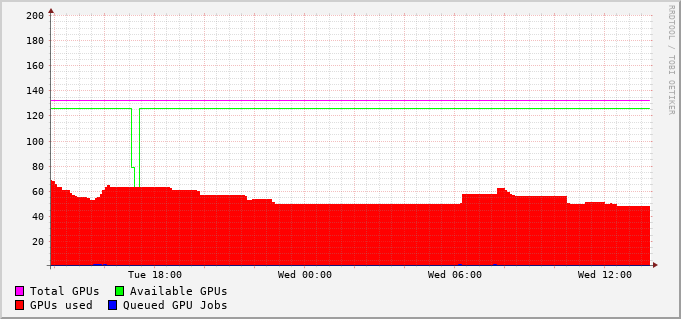 200
180
160
140
120
100
80
60
40
20
Tue 18:00 Wed 00:00 Wed 06:00 Wed 12:00
Total GPUs Available GPUs
GPUs used Queued GPU Jobs
RRDTOOL / TOBI OETIKER